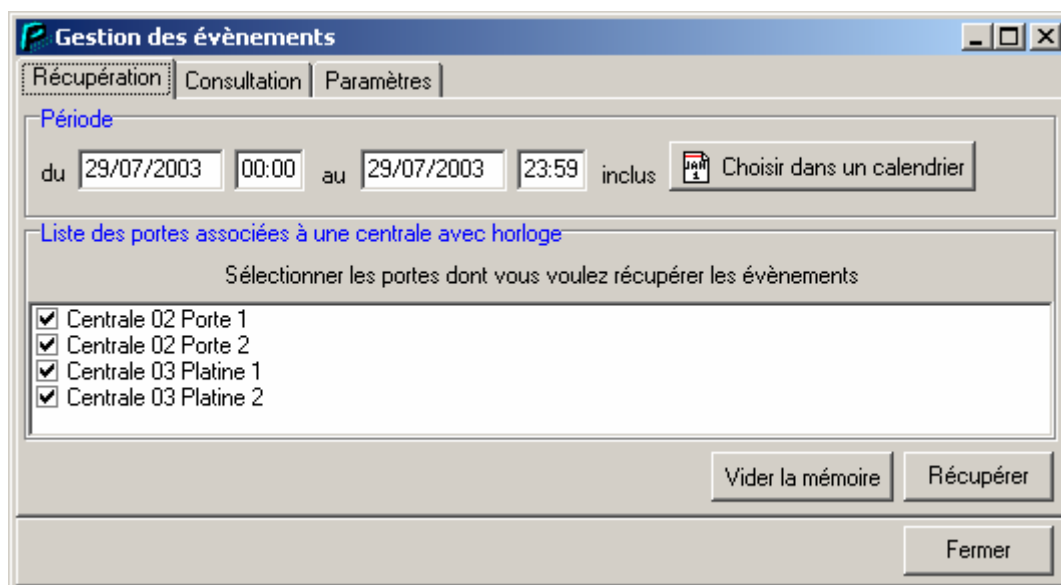 Gestion des évènements
Récupération Consultation Paramètres
Période
du 29/07/2003 00:00 au 29/07/2003 23:59 inclus JAN 1 Choisir dans un calendrier
Liste des portes associées à une centrale avec horloge
Sélectionner les portes dont vous voulez récupérer les évènements
Centrale 02 Porte 1
Centrale 02 Porte 2
Centrale 03 Platine 1
Centrale 03 Platine 2
Vider la mémoire Récupérer
Fermer